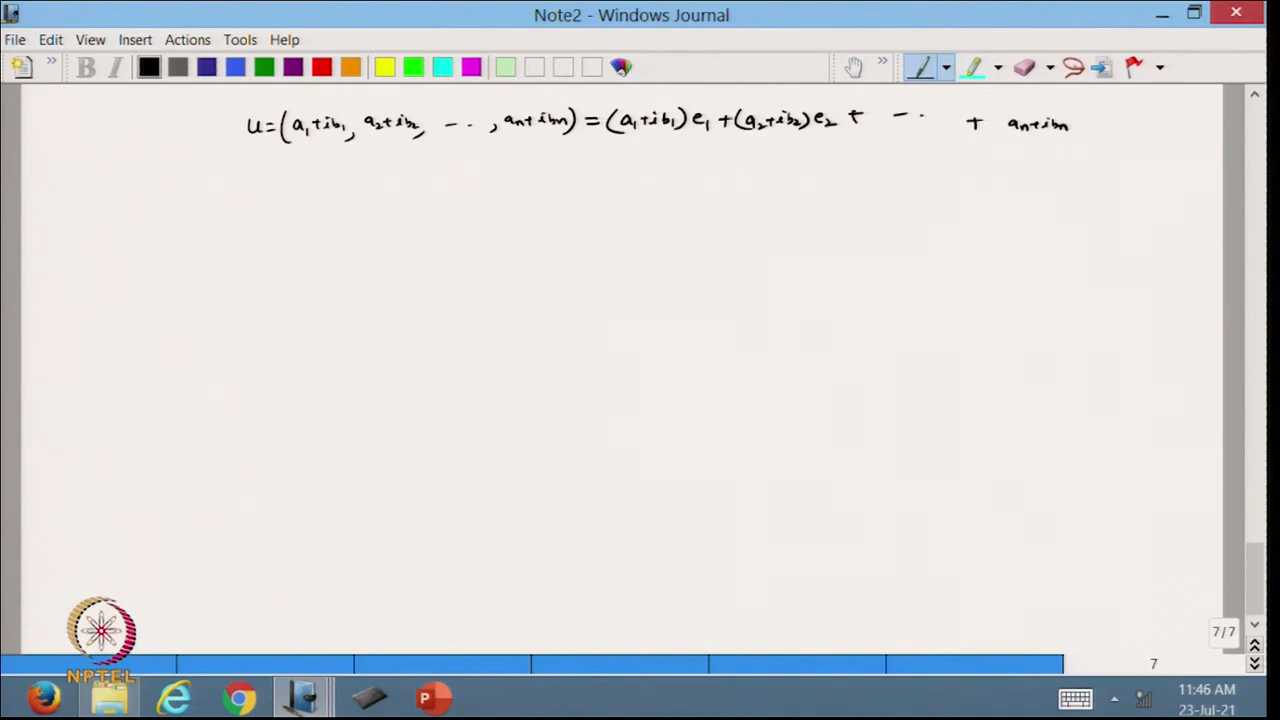 Note2 - Windows Journal
File Edit View Insert Actions Tools Help
B I
u=(a₁+ib₁, a₂+ib₂, - - ·, aₙ+ibₙ) = (a₁+ib₁)e₁+(a₂+ib₂)e₂ + - · + aₙ+ibₙ
7/7
NPTEL
7
11:46 AM
23-Jul-21